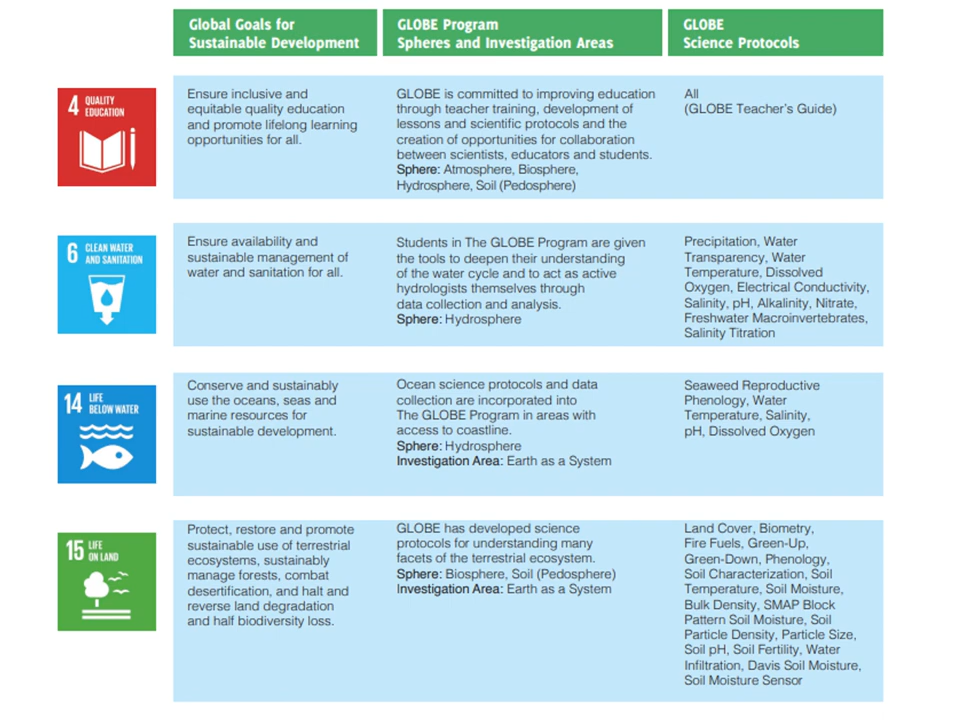 Global Goals for
Sustainable Development
GLOBE Program
Spheres and Investigation Areas
GLOBE
Science Protocols
4 QUALITY
EDUCATION
Ensure inclusive and
equitable quality education
and promote lifelong learning
opportunities for all.
GLOBE is committed to improving education
through teacher training, development of
lessons and scientific protocols and the
creation of opportunities for collaboration
between scientists, educators and students.
Sphere: Atmosphere, Biosphere,
Hydrosphere, Soil (Pedosphere)
All
(GLOBE Teacher's Guide)
6 CLEAN WATER
AND SANITATION
Ensure availability and
sustainable management of
water and sanitation for all.
Students in The GLOBE Program are given
the tools to deepen their understanding
of the water cycle and to act as active
hydrologists themselves through
data collection and analysis.
Sphere: Hydrosphere
Precipitation, Water
Transparency, Water
Temperature, Dissolved
Oxygen, Electrical Conductivity,
Salinity, pH, Alkalinity, Nitrate,
Freshwater Macroinvertebrates,
Salinity Titration
14 LIFE
BELOW WATER
Conserve and sustainably
use the oceans, seas and
marine resources for
sustainable development.
Ocean science protocols and data
collection are incorporated into
The GLOBE Program in areas with
access to coastline.
Sphere: Hydrosphere
Investigation Area: Earth as a System
Seaweed Reproductive
Phenology, Water
Temperature, Salinity,
pH, Dissolved Oxygen
15 LIFE
ON LAND
Protect, restore and promote
sustainable use of terrestrial
ecosystems, sustainably
manage forests, combat
desertification, and halt and
reverse land degradation
and half biodiversity loss.
GLOBE has developed science
protocols for understanding many
facets of the terrestrial ecosystem.
Sphere: Biosphere, Soil (Pedosphere)
Investigation Area: Earth as a System
Land Cover, Biometry,
Fire Fuels, Green-Up,
Green-Down, Phenology,
Soil Characterization, Soil
Temperature, Soil Moisture,
Bulk Density, SMAP Block
Pattern Soil Moisture, Soil
Particle Density, Particle Size,
Soil pH, Soil Fertility, Water
Infiltration, Davis Soil Moisture,
Soil Moisture Sensor